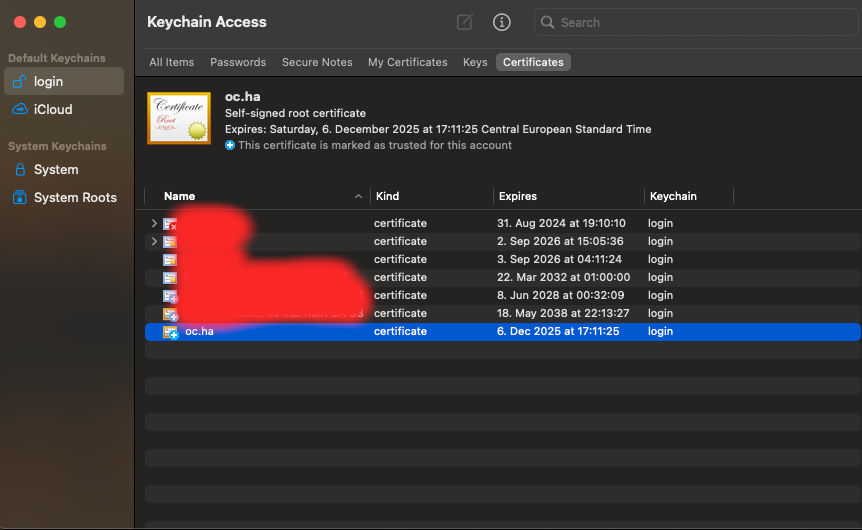 Keychain Access
Search
Default Keychains
login
iCloud
System Keychains
System
System Roots
All Items Passwords Secure Notes My Certificates Keys Certificates
Certificate
Root
oc.ha
Self-signed root certificate
Expires: Saturday, 6. December 2025 at 17:11:25 Central European Standard Time
This certificate is marked as trusted for this account
Name Kind Expires Keychain
certificate 31. Aug 2024 at 19:10:10 login
certificate 2. Sep 2026 at 15:05:36 login
certificate 3. Sep 2026 at 04:11:24 login
certificate 22. Mar 2032 at 01:00:00 login
certificate 8. Jun 2028 at 00:32:09 login
certificate 18. May 2038 at 22:13:27 login
oc.ha certificate 6. Dec 2025 at 17:11:25 login